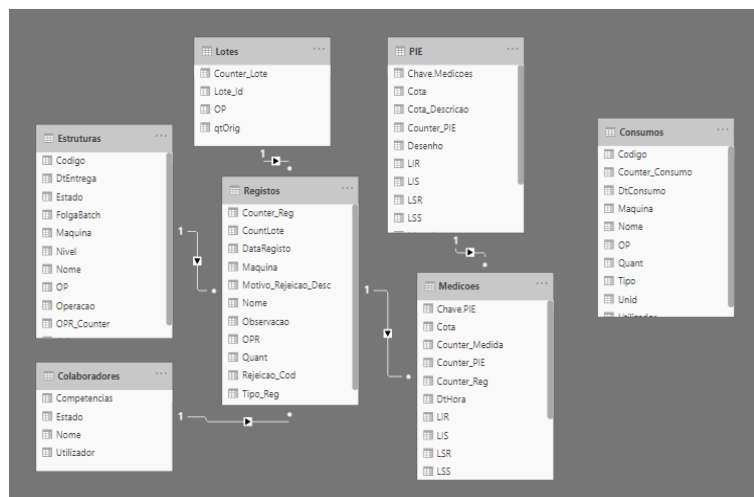 Lotes ...
Counter_Lote
Lote_Id
OP
qtOrig
PIE ...
Chave.Medicoes
Cota
Cota_Descricao
Counter_PIE
Desenho
LIR
LIS
LSR
LSS
Estruturas ...
Codigo
DtEntrega
Estado
FolgaBatch
Maquina
Nivel
Nome
OP
Operacao
OPR_Counter
Consumos ...
Codigo
Counter_Consumo
DtConsumo
Maquina
Nome
OP
Quant
Tipo
Unid
Utilizador
Registos ...
Counter_Reg
CountLote
DataRegisto
Maquina
Motivo_Rejeicao_Desc
Nome
Observacao
OPR
Quant
Rejeicao_Cod
Tipo_Reg
Medicoes ...
Chave.PIE
Cota
Counter_Medida
Counter_PIE
Counter_Reg
DtHora
LIR
LIS
LSR
LSS
Colaboradores ...
Competencias
Estado
Nome
Utilizador
1
*
1
*
1
*
1
*
1
*